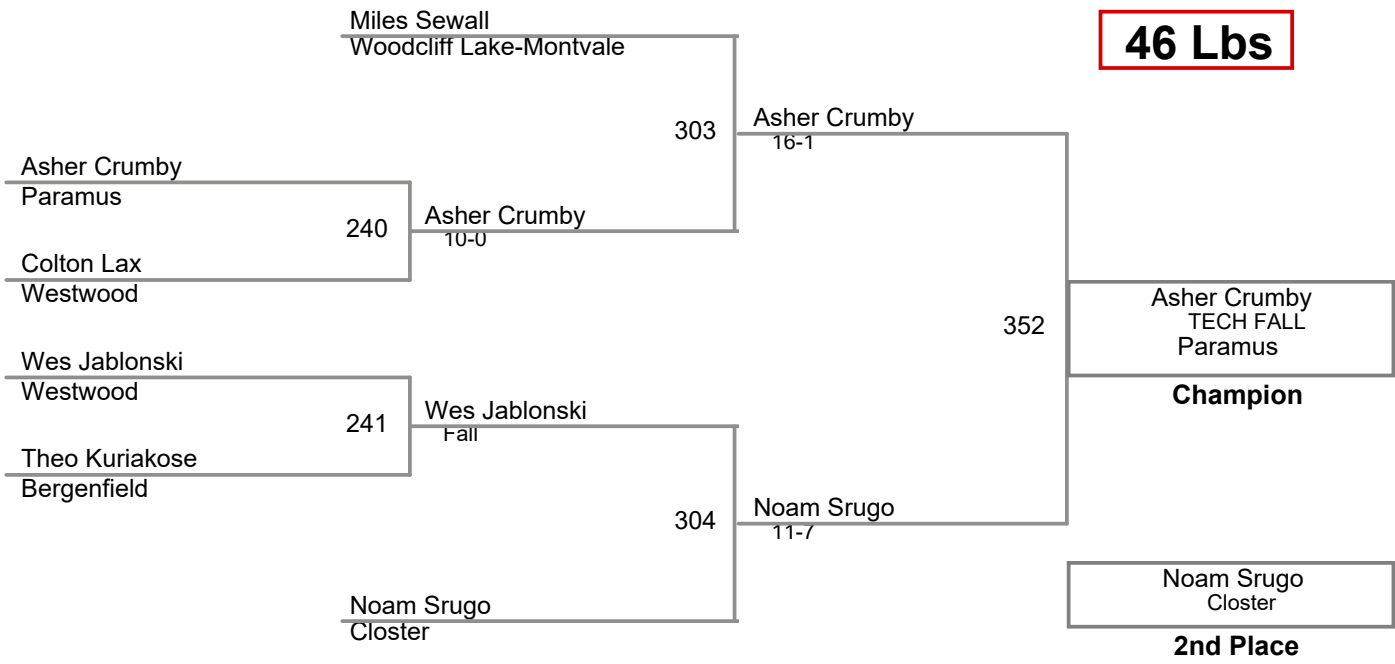 Miles Sewall
Woodcliff Lake-Montvale
46 Lbs
303
Asher Crumby
16-1
Asher Crumby
Paramus
240
Asher Crumby
10-0
Colton Lax
Westwood
352
Asher Crumby
TECH FALL
Paramus
Champion
Wes Jablonski
Westwood
241
Wes Jablonski
Fall
Theo Kuriakose
Bergenfield
304
Noam Srugo
11-7
Noam Srugo
Closter
Noam Srugo
Closter
2nd Place